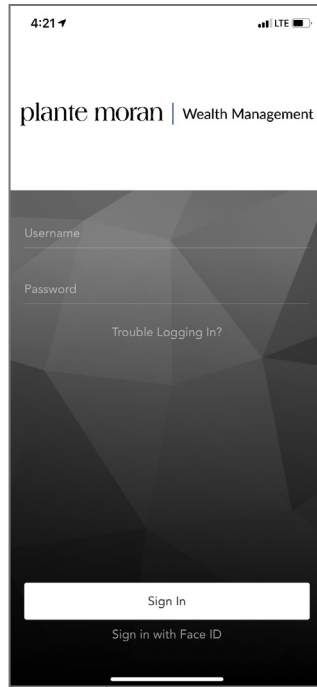 4:21
LTE
plante moran | Wealth Management
Username
Password
Trouble Logging In?
Sign In
Sign in with Face ID